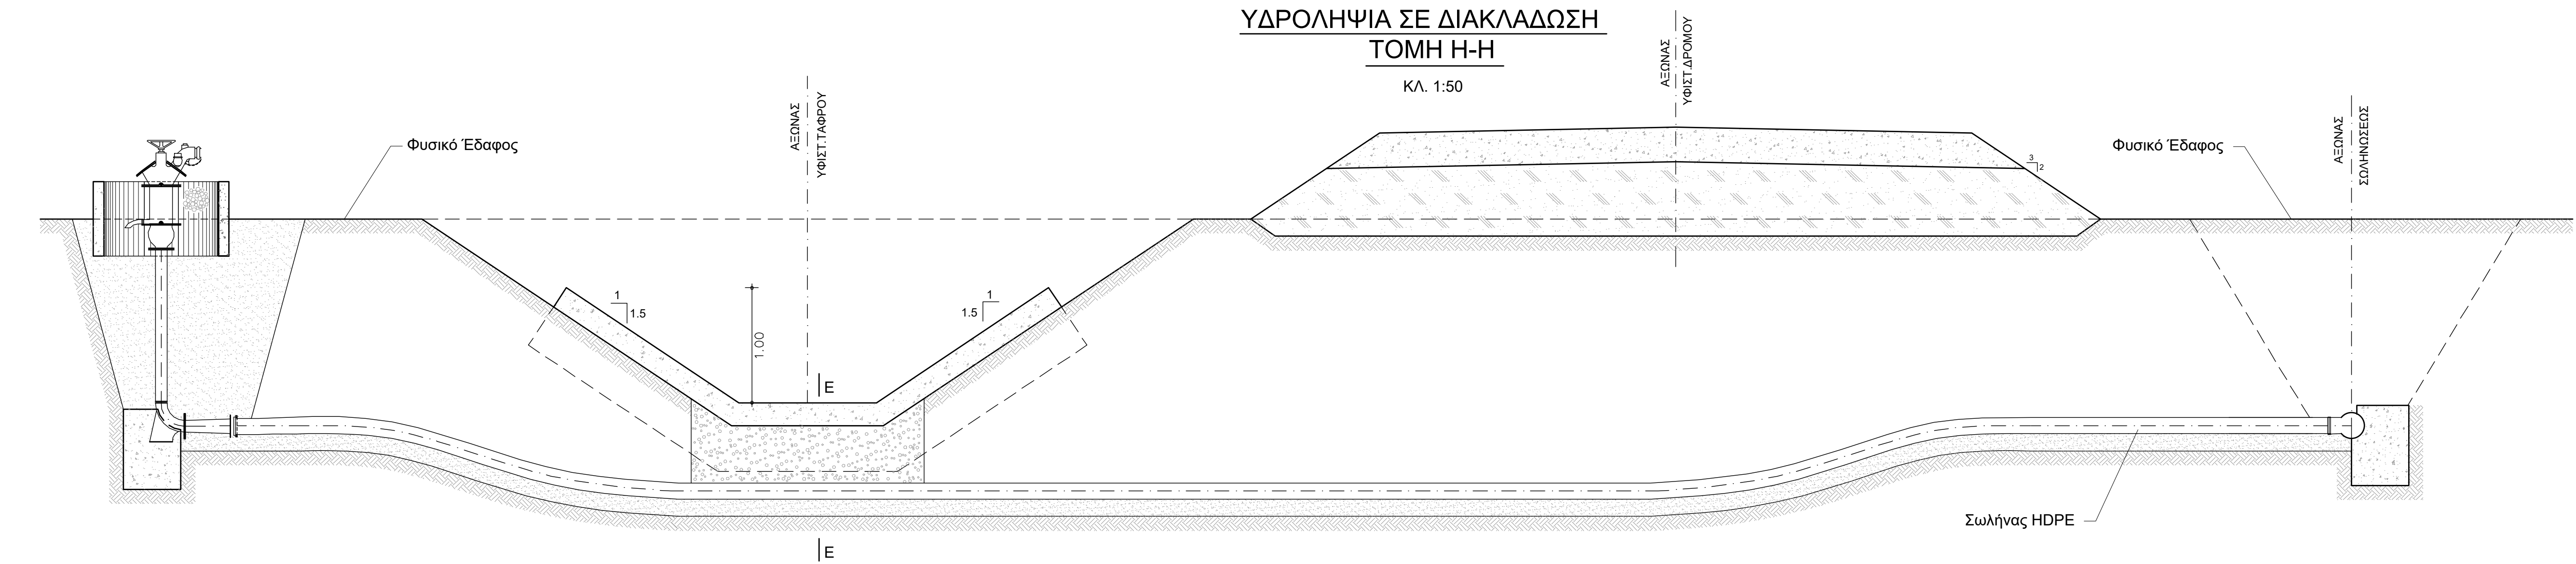 ΥΔΡΟΛΗΨΙΑ ΣΕ ΔΙΑΚΛΑΔΩΣΗ
ΤΟΜΗ Η-Η
ΚΛ. 1:50
ΑΞΩΝΑΣ
ΥΦΙΣΤ.ΤΑΦΡΟΥ
ΑΞΩΝΑΣ
ΥΦΙΣΤ.ΔΡΟΜΟΥ
ΑΞΩΝΑΣ
ΣΩΛΗΝΩΣΕΩΣ
Φυσικό Έδαφος
Φυσικό Έδαφος
3
2
1
1.5
1
1.5
1.00
E
E
Σωλήνας HDPE